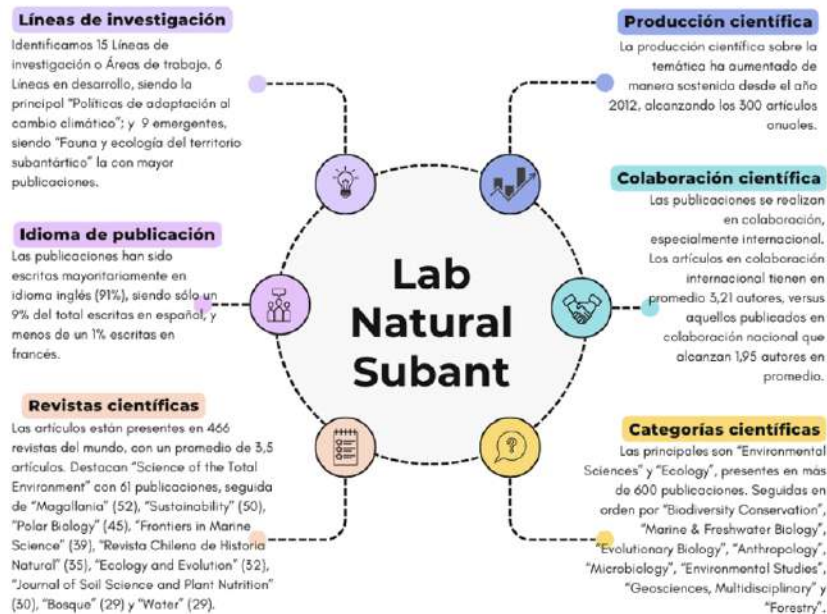 Líneas de investigación
Identificamos 15 Líneas de
investigación o Áreas de trabajo. 6
Líneas en desarrollo, siendo la
principal "Políticas de adaptación al
cambio climático"; y 9 emergentes,
siendo "Fauna y ecología del territorio
subantártico" la con mayor
publicaciones.
Idioma de publicación
Las publicaciones han sido
escritas mayoritariamente en
idioma inglés (91%), siendo sólo un
9% del total escritas en español, y
menos de un 1% escritas en
francés.
Revistas científicas
Los artículos están presentes en 466
revistas del mundo, con un promedio de 3,5
artículos. Destacan "Science of the Total
Environment" con 61 publicaciones, seguida
de "Magallania" (52), "Sustainability" (50),
"Polar Biology" (45), "Frontiers in Marine
Science" (39), "Revista Chilena de Historia
Natural" (35), "Ecology and Evolution" (32),
"Journal of Soil Science and Plant Nutrition"
(30), "Bosque" (29) y "Water" (29).
Lab
Natural
Subant
Producción científica
La producción científica sobre la
temática ha aumentado de
manera sostenida desde el año
2012, alcanzando los 300 artículos
anuales.
Colaboración científica
Las publicaciones se realizan
en colaboración,
especialmente internacional.
Los artículos en colaboración
internacional tienen en
promedio 3,21 autores, versus
aquellos publicados en
colaboración nacional que
alcanzan 1,95 autores en
promedio.
Categorías científicas
Las principales son "Environmental
Sciences" y "Ecology", presentes en más
de 600 publicaciones. Seguidas en
orden por "Biodiversity Conservation",
"Marine & Freshwater Biology",
"Evolutionary Biology", "Anthropology",
"Microbiology", "Environmental Studies",
"Geosciences, Multidisciplinary" y
"Forestry".